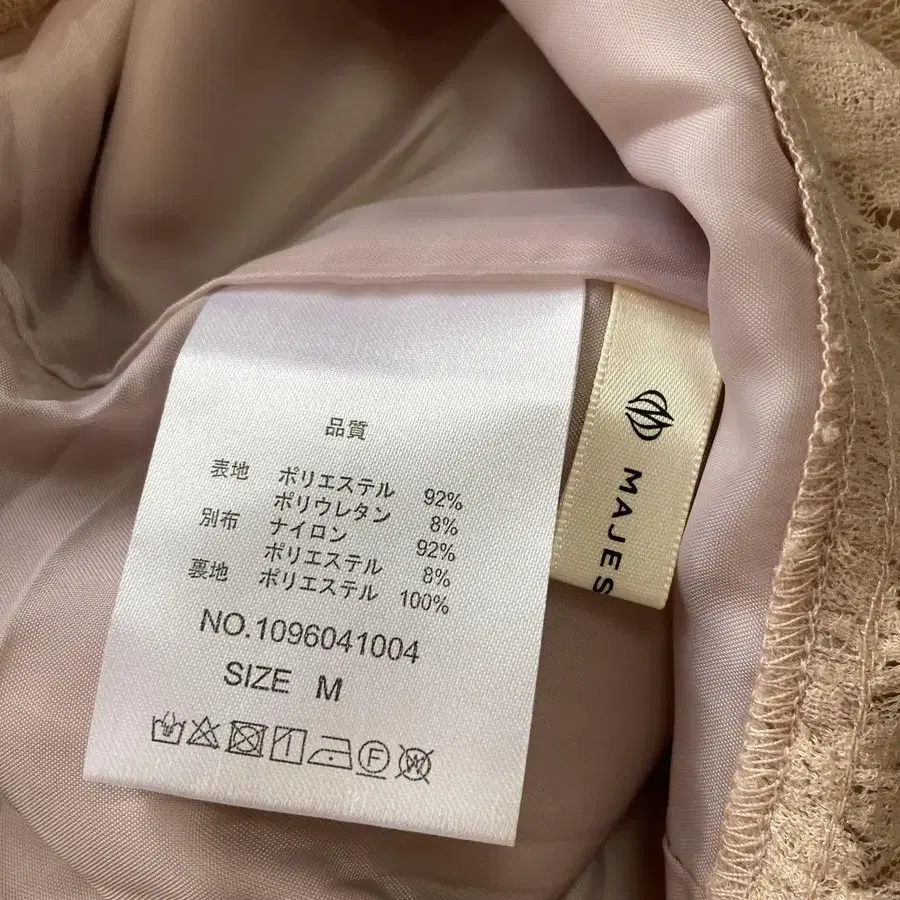 品質
表地 ポリエステル 92%
ポリウレタン 8%
別布 ナイロン 92%
ポリエステル 8%
裏地 ポリエステル 100%
NO.1096041004
SIZE M
F
W
MAJES